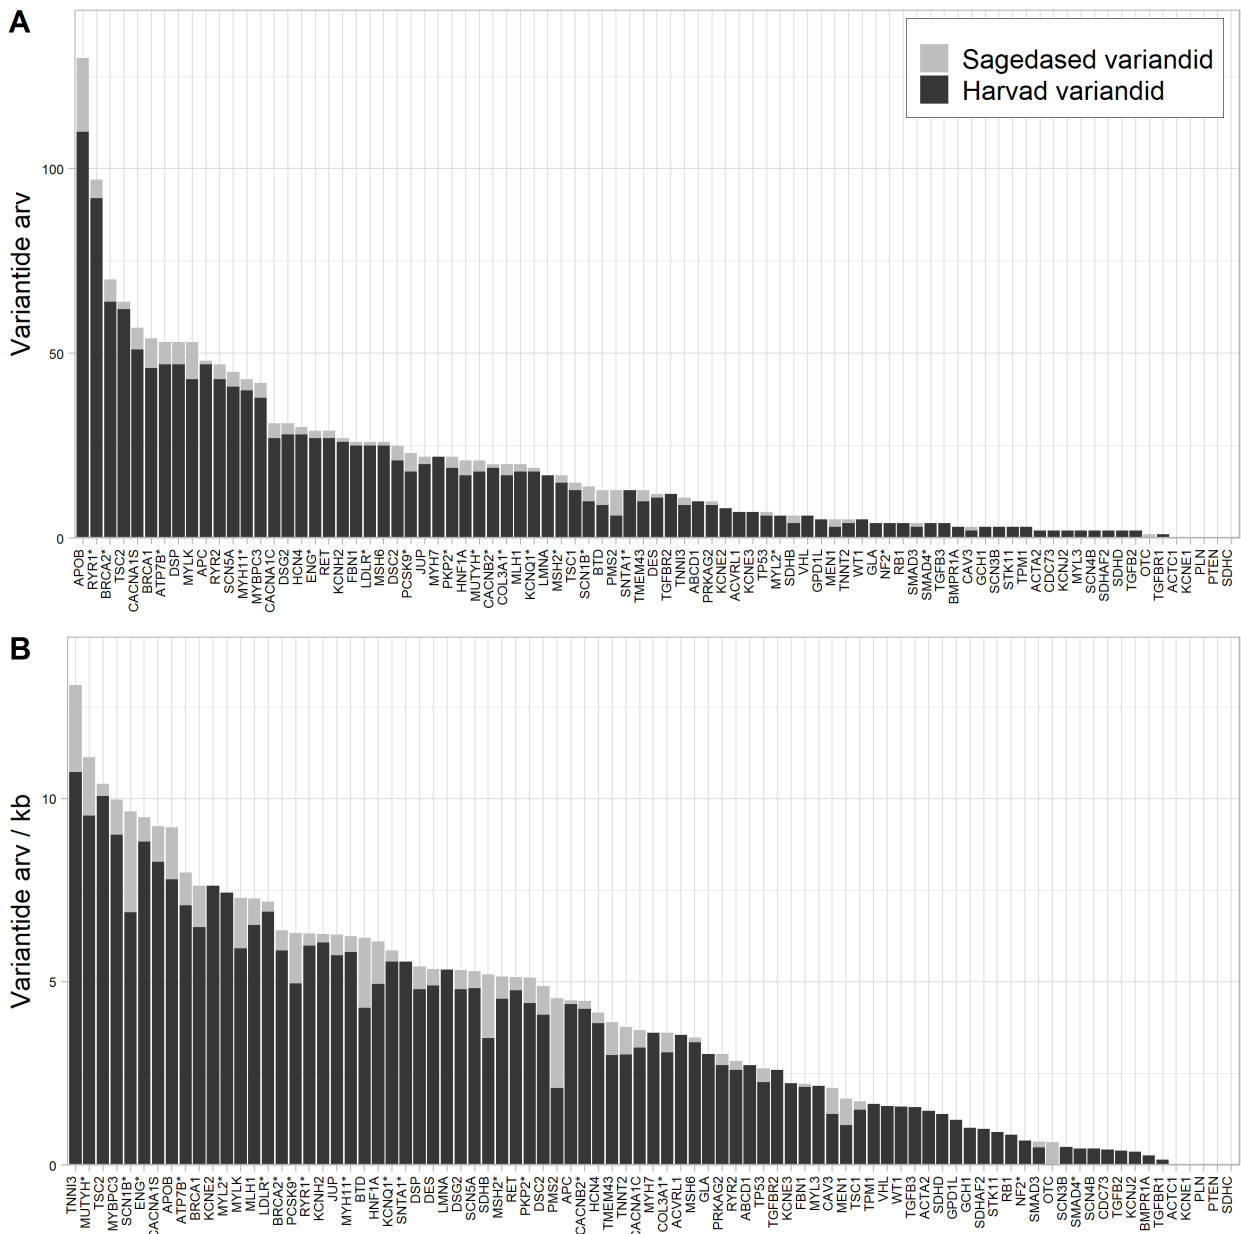 A
Sagedased variandid
Harvad variandid
Variantide arv
100
50
0
APOB RYR1* BRCA2* TSC2 CACNA1S BRCA1 ATP7B* DSP MYLK APC RYR2 SCN5A MYH11* MYBPC3 CACNA1C DSG2 HCN4 ENG* RET KCNH2 FBN1 LDLR* MSH6 DSC2 PCSK9* JUP MYH7 PKP2* HNF1A MUTYH* CACNB2* COL3A1* MLH1 KCNQ1* LMNA MSH2* TSC1 SCN1B* BTD PMS2 SNTA1* TMEM43 DES TGFBR2 TNNI3 ABCD1 PRKAG2 KCNE2 ACVRL1 KCNE3 TP53 MYL2* SDHB VHL GPD1L MEN1 TNNT2 WT1 GLA NF2* RB1 SMAD3 SMAD4* TGFB3 BMPR1A CAV3 GCH1 SCN3B STK11 TPM1 ACTA2 CDC73 KCNJ2 MYL3 SCN4B SDHAF2 SDHD TGFB2 OTC TGFBR1 ACTC1 KCNE1 PLN PTEN SDHC
B
Variantide arv / kb
10
5
0
TNNI3 MUTYH* TSC2 MYBPC3 SCN1B* ENG* CACNA1S APOB ATP7B* BRCA1 KCNE2 MYL2* MYLK MLH1 LDLR* BRCA2* PCSK9* RYR1* KCNH2 JUP MYH11* BTD HNF1A KCNQ1* SNTA1* DSP DES LMNA DSG2 SCN5A SDHB MSH2* RET PKP2* DSC2 PMS2 APC CACNB2* HCN4 TMEM43 TNNT2 CACNA1C MYH7 COL3A1* ACVRL1 MSH6 GLA PRKAG2 RYR2 ABCD1 TP53 TGFBR2 KCNE3 FBN1 MYL3 CAV3 MEN1 TSC1 TPM1 VHL WT1 TGFB3 ACTA2 SDHD GPD1L GCH1 SDHAF2 STK11 RB1 NF2* SMAD3 OTC SCN3B SMAD4* SCN4B CDC73 TGFB2 KCNJ2 BMPR1A TGFBR1 ACTC1 KCNE1 PLN PTEN SDHC